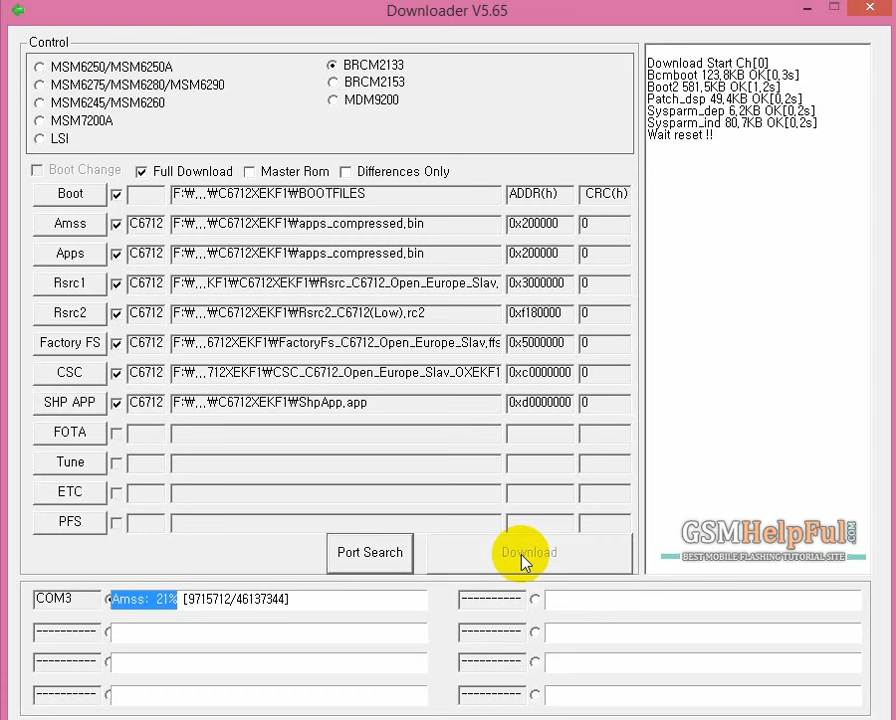 Downloader V5.65
Control
MSM6250/MSM6250A
MSM6275/MSM6280/MSM6290
MSM6245/MSM6260
MSM7200A
LSI
BRCM2133
BRCM2153
MDM9200
Boot Change
Full Download
Master Rom
Differences Only
Boot F:₩,,,₩C6712XEKF1₩BOOTFILES ADDR(h) CRC(h)
Amss C6712 F:₩,,,₩C6712XEKF1₩apps_compressed,bin 0x200000 0
Apps C6712 F:₩,,,₩C6712XEKF1₩apps_compressed,bin 0x200000 0
Rsrc1 C6712 F:₩,,,KF1₩Rsrc_C6712_Open_Europe_Slav, 0x3000000 0
Rsrc2 C6712 F:₩,,,₩C6712XEKF1₩Rsrc2_C6712(Low),rc2 0xf180000 0
Factory FS C6712 F:₩,,,6712XEKF1₩FactoryFs_C6712_Open_Europe_Slav,ffs 0x5000000 0
CSC C6712 F:₩,,,712XEKF1₩CSC_C6712_Open_Europe_Slav_OXEKF1 0xc0000000 0
SHP APP C6712 F:₩,,,₩C6712XEKF1₩ShpApp,app 0xd0000000 0
FOTA
Tune
ETC
PFS
Port Search
Download
Download Start Ch[0]
Bcmboot 123,8KB OK[0,3s]
Boot2 581,5KB OK[1,2s]
Patch_dsp 49,4KB OK[0,2s]
Sysparm_dep 6,2KB OK[0,2s]
Sysparm_ind 80,7KB OK[0,2s]
Wait reset !!
GSMHelpFul.COM
BEST MOBILE FLASHING TUTORIAL SITE
COM3 Amss: 21% [9715712/46137344]
---------- ----------
---------- ----------
---------- ----------
----------